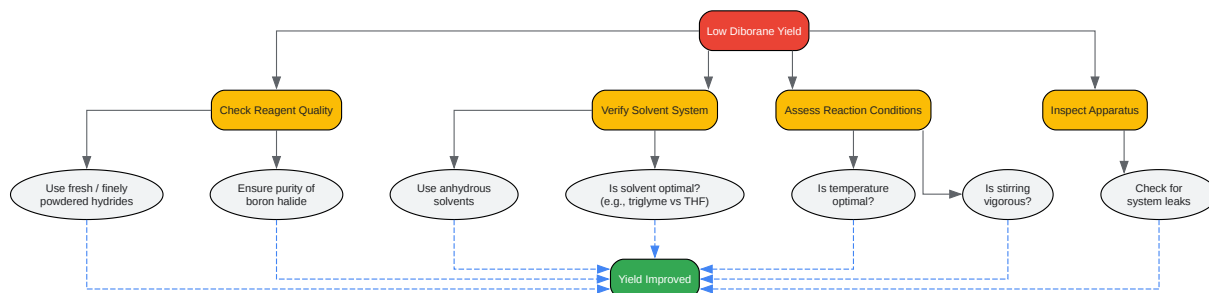 Low Diborane Yield
Check Reagent Quality
Verify Solvent System
Assess Reaction Conditions
Inspect Apparatus
Use fresh / finely
powdered hydrides
Ensure purity of
boron halide
Use anhydrous
solvents
Is solvent optimal?
(e.g., triglyme vs THF)
Is temperature
optimal?
Is stirring
vigorous?
Check for
system leaks
Yield Improved